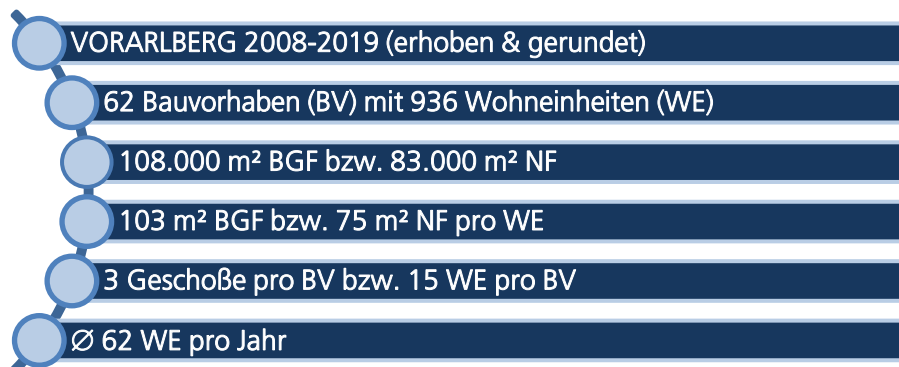 VORARLBERG 2008-2019 (erhoben & gerundet)
62 Bauvorhaben (BV) mit 936 Wohneinheiten (WE)
108.000 m² BGF bzw. 83.000 m² NF
103 m² BGF bzw. 75 m² NF pro WE
3 Geschoße pro BV bzw. 15 WE pro BV
Ø 62 WE pro Jahr